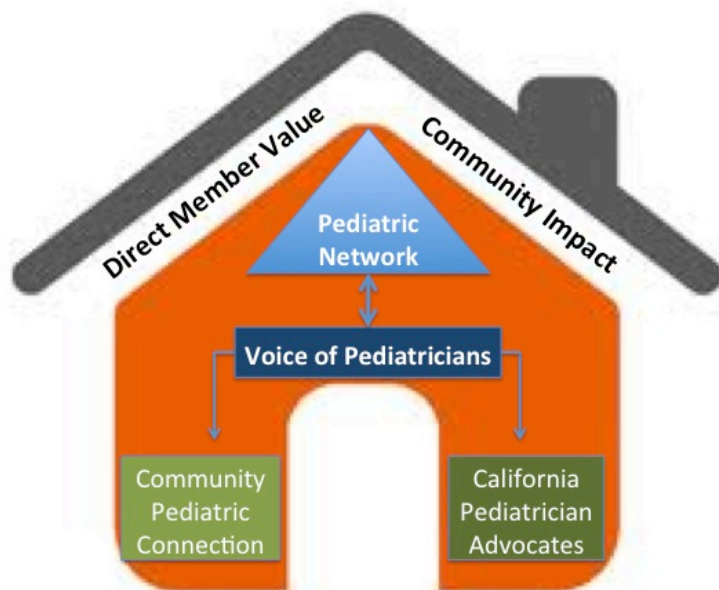 Direct Member Value
Community Impact
Pediatric
Network
Voice of Pediatricians
Community
Pediatric
Connection
California
Pediatrician
Advocates